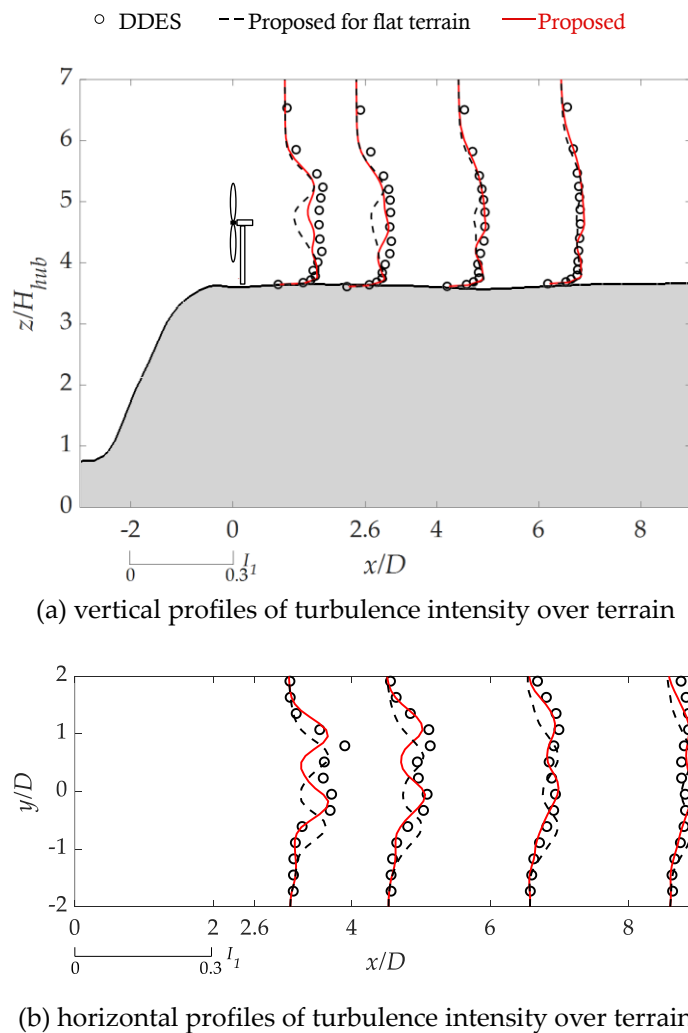 DDES Proposed for flat terrain Proposed
7
6
5
4
3
2
1
0
z/H_hub
-2 0 2.6 4 6 8
x/D
0 0.3 I_1
(a) vertical profiles of turbulence intensity over terrain
2
1
0
-1
-2
y/D
0 2 2.6 4 6 8
x/D
0 0.3 I_1
(b) horizontal profiles of turbulence intensity over terrain